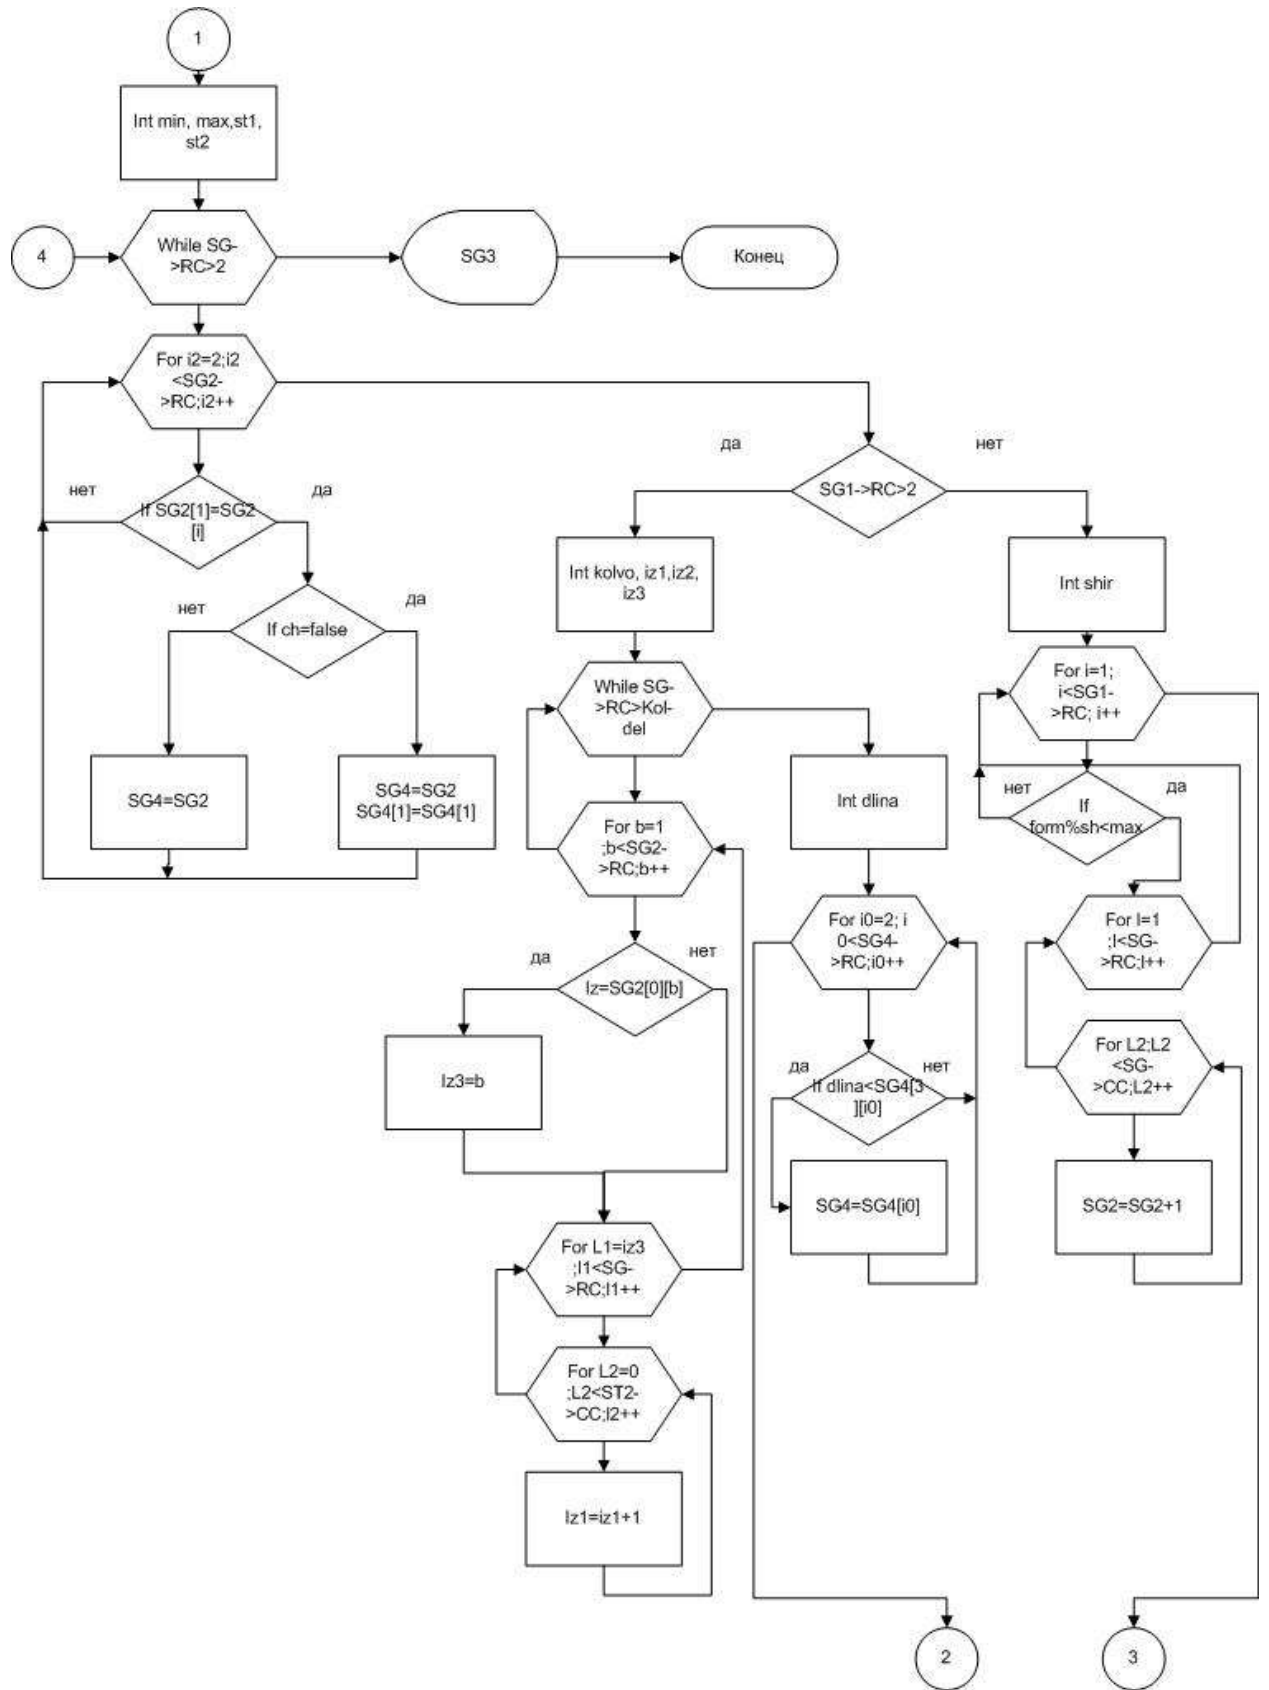 1
Int min, max,st1,
st2
4
While SG-
>RC>2
SG3
Конец
For i2=2;i2
<SG2-
>RC;i2++
да
нет
SG1->RC>2
нет
да
If SG2[1]=SG2
[i]
Int kolvo, iz1,iz2,
iz3
Int shir
нет
да
If ch=false
While SG-
>RC>Kol-
del
For i=1;
i<SG1-
>RC; i++
SG4=SG2
SG4=SG2
SG4[1]=SG4[1]
Int dlina
нет
да
If
form%sh<max
For b=1
;b<SG2-
>RC;b++
For i0=2; i
0<SG4-
>RC;i0++
For l=1
;l<SG-
>RC;l++
да
нет
Iz=SG2[0][b]
Iz3=b
да
нет
If dlina<SG4[3
][i0]
For L2;L2
<SG-
>CC;L2++
SG4=SG4[i0]
SG2=SG2+1
For L1=iz3
;l1<SG-
>RC;l1++
For L2=0
;L2<ST2-
>CC;l2++
Iz1=iz1+1
2
3